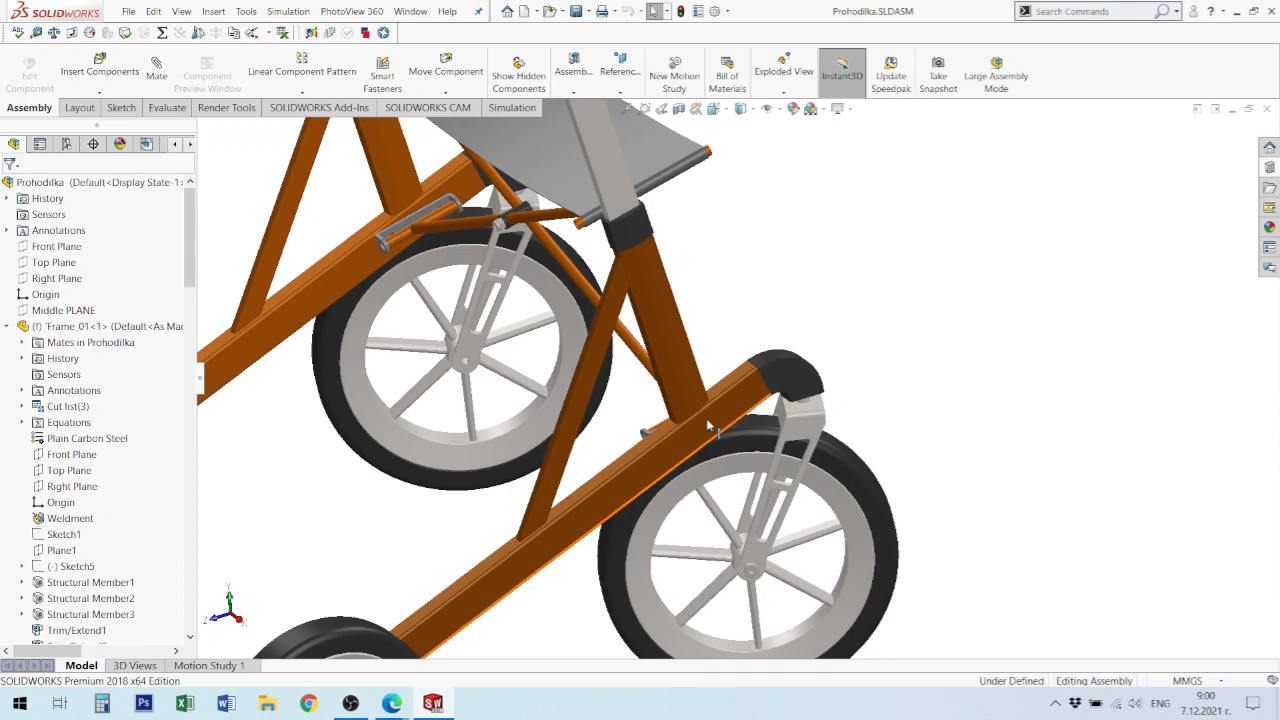 SOLIDWORKS
File
Edit
View
Insert
Tools
Simulation
PhotoView 360
Window
Help
Prohodilka.SLDASM
Search Commands
Edit
Component
Insert Components
Mate
Component
Preview Window
Linear Component Pattern
Smart
Fasteners
Move Component
Show Hidden
Components
Assemb...
Referenc...
New Motion
Study
Bill of
Materials
Exploded View
Instant3D
Update
Speedpak
Take
Snapshot
Large Assembly
Mode
Assembly
Layout
Sketch
Evaluate
Render Tools
SOLIDWORKS Add-Ins
SOLIDWORKS CAM
Simulation
Prohodilka (Default<Display State-1>
History
Sensors
Annotations
Front Plane
Top Plane
Right Plane
Origin
Middle PLANE
(f) `Frame_01<1> (Default<As Mac
Mates in Prohodilka
History
Sensors
Annotations
Cut list(3)
Equations
Plain Carbon Steel
Front Plane
Top Plane
Right Plane
Origin
Weldment
Sketch1
Plane1
(-) Sketch5
Structural Member1
Structural Member2
Structural Member3
Trim/Extend1
Y
Z
X
Model
3D Views
Motion Study 1
SOLIDWORKS Premium 2018 x64 Edition
Under Defined
Editing Assembly
MMGS
ENG
9:00
7.12.2021 г.